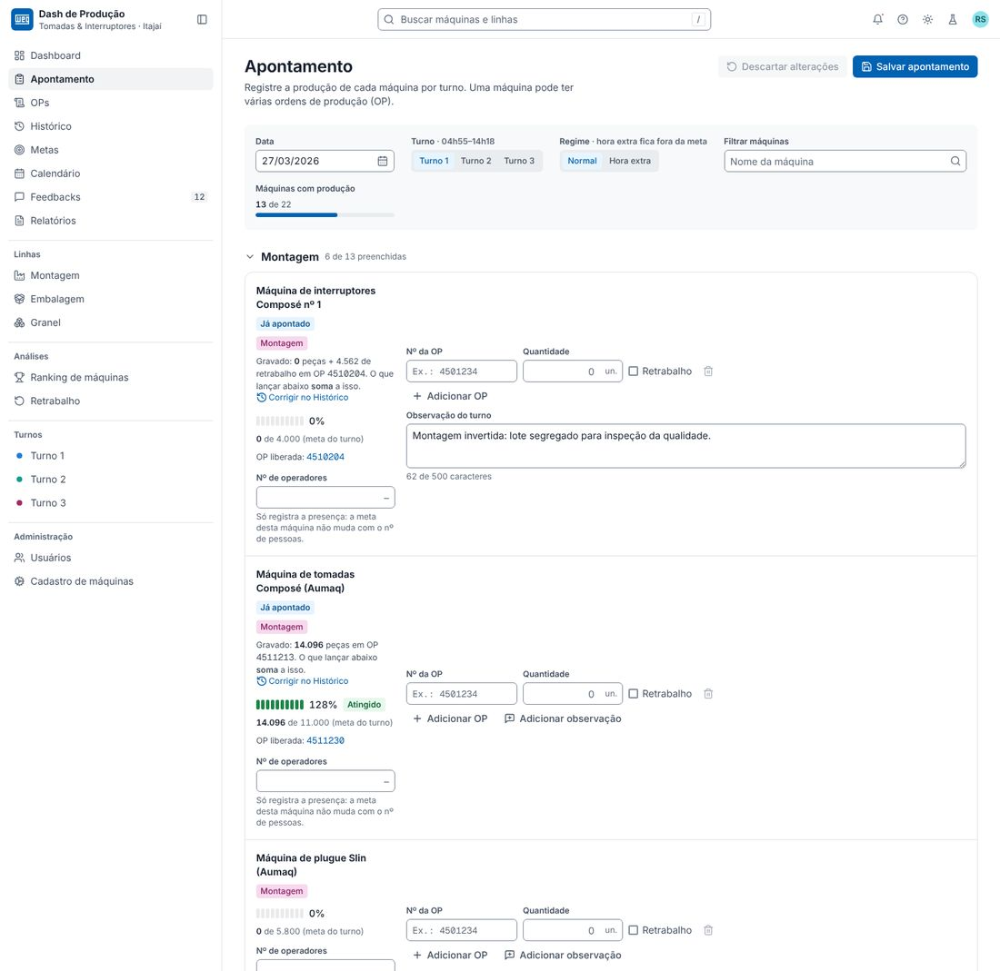 weg
Dash de Produção
Tomadas & Interruptores · Itajaí
Buscar máquinas e linhas
/
RS
Dashboard
Apontamento
OPs
Histórico
Metas
Calendário
Feedbacks
12
Relatórios
Linhas
Montagem
Embalagem
Granel
Análises
Ranking de máquinas
Retrabalho
Turnos
Turno 1
Turno 2
Turno 3
Administração
Usuários
Cadastro de máquinas
Apontamento
Registre a produção de cada máquina por turno. Uma máquina pode ter
várias ordens de produção (OP).
Descartar alterações
Salvar apontamento
Data
27/03/2026
Turno · 04h55–14h18
Turno 1 Turno 2 Turno 3
Regime · hora extra fica fora da meta
Normal Hora extra
Filtrar máquinas
Nome da máquina
Máquinas com produção
13 de 22
Montagem 6 de 13 preenchidas
Máquina de interruptores
Composé nº 1
Já apontado
Montagem
Gravado: 0 peças + 4.562 de
retrabalho em OP 4510204. O que
lançar abaixo soma a isso.
Corrigir no Histórico
0%
0 de 4.000 (meta do turno)
OP liberada: 4510204
Nº de operadores
–
Só registra a presença: a meta
desta máquina não muda com o nº
de pessoas.
Nº da OP
Ex.: 4501234
Quantidade
0 un.
Retrabalho
Adicionar OP
Observação do turno
Montagem invertida: lote segregado para inspeção da qualidade.
62 de 500 caracteres
Máquina de tomadas
Composé (Aumaq)
Já apontado
Montagem
Gravado: 14.096 peças em OP
4511213. O que lançar abaixo
soma a isso.
Corrigir no Histórico
128% Atingido
14.096 de 11.000 (meta do turno)
OP liberada: 4511230
Nº de operadores
–
Só registra a presença: a meta
desta máquina não muda com o nº
de pessoas.
Nº da OP
Ex.: 4501234
Quantidade
0 un.
Retrabalho
Adicionar OP
Adicionar observação
Máquina de plugue Slin
(Aumaq)
Montagem
0%
0 de 5.800 (meta do turno)
Nº de operadores
Nº da OP
Ex.: 4501234
Quantidade
0 un.
Retrabalho
Adicionar OP
Adicionar observação